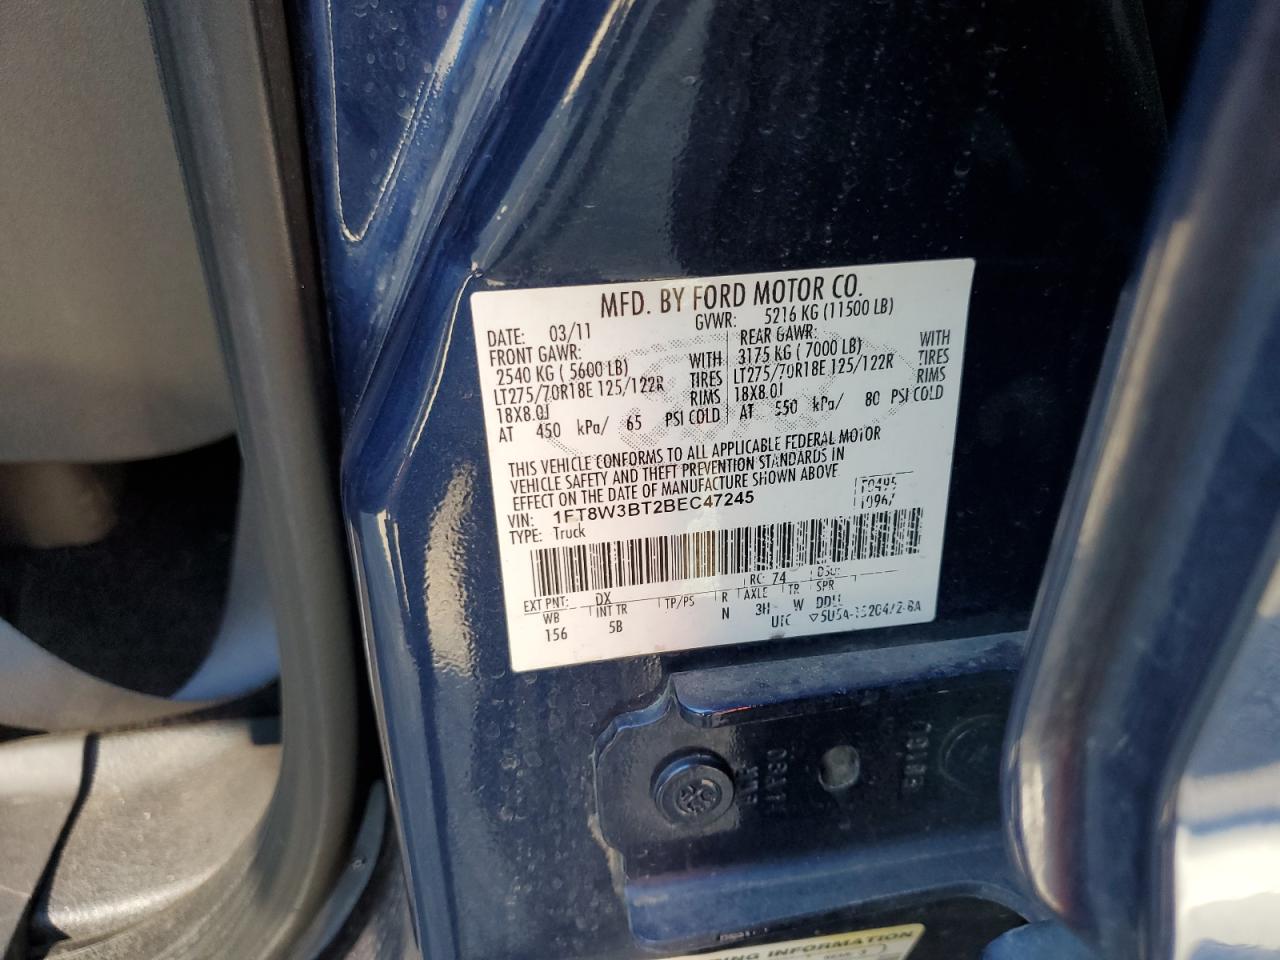 MFD. BY FORD MOTOR CO.
DATE: 03/11 GVWR: 5216 KG (11500 LB)
FRONT GAWR: REAR GAWR:
2540 KG ( 5600 LB) WITH 3175 KG ( 7000 LB) WITH
LT275/70R18E 125/122R TIRES LT275/70R18E 125/122R TIRES
18X8.0J RIMS 18X8.0J RIMS
AT 450 kPa/ 65 PSI COLD AT 550 kPa/ 80 PSI COLD
THIS VEHICLE CONFORMS TO ALL APPLICABLE FEDERAL MOTOR
VEHICLE SAFETY AND THEFT PREVENTION STANDARDS IN
EFFECT ON THE DATE OF MANUFACTURE SHOWN ABOVE
VIN: 1FT8W3BT2BEC47245
TYPE: Truck
EXT PNT: DX RC: 74 DSO:
WB INT TR TP/PS R AXLE TR SPR
156 5B N 3H W
UTC
INFORMATION